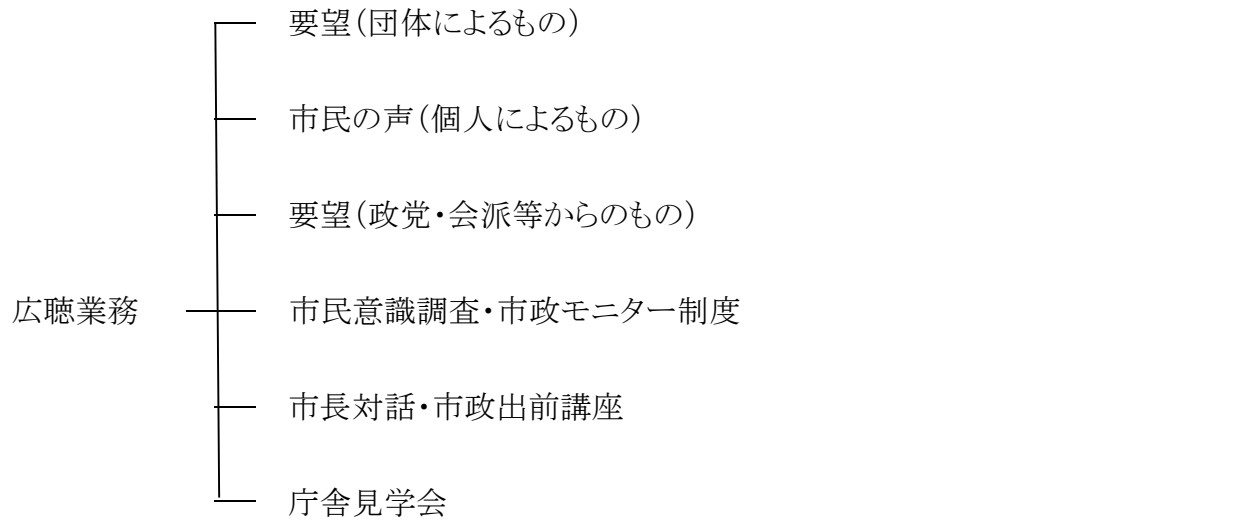 要望(団体によるもの)
市民の声(個人によるもの)
要望(政党・会派等からのもの)
広聴業務
市民意識調査・市政モニター制度
市長対話・市政出前講座
庁舎見学会